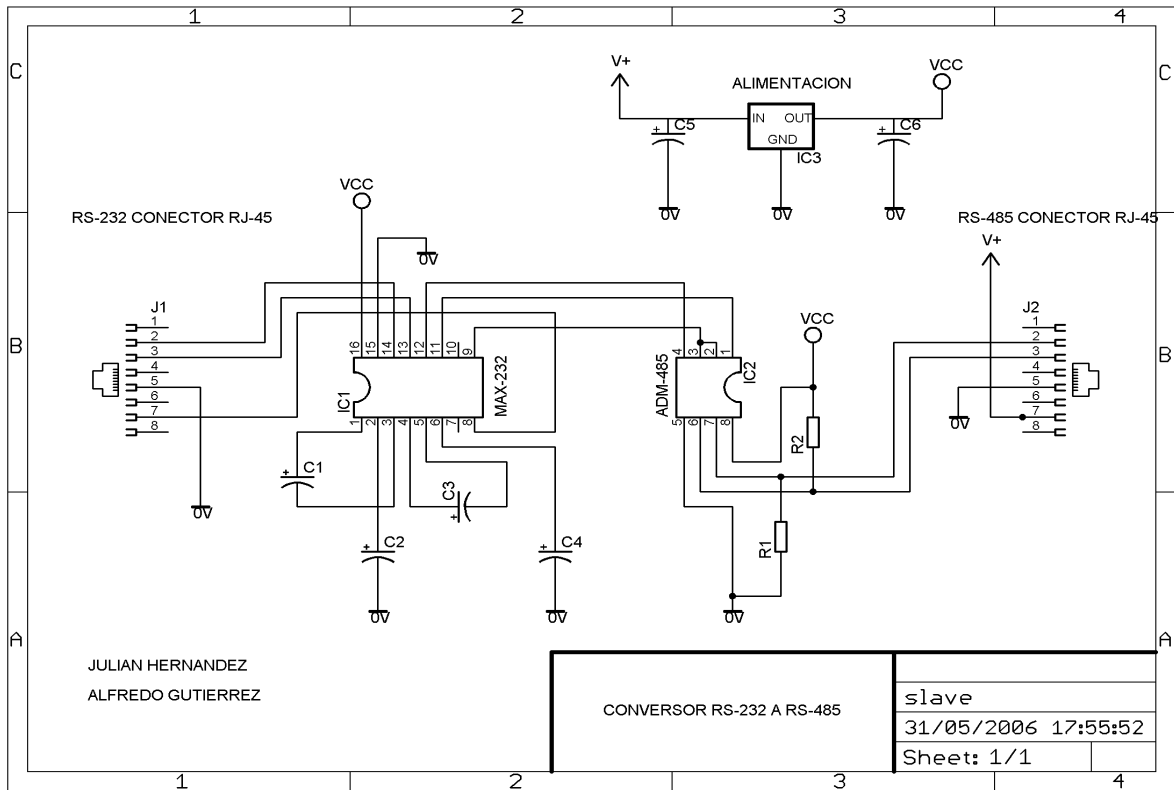 1 2 3 4
C C
V+
VCC
ALIMENTACION
IN OUT
GND
C5
C6
IC3
0V 0V 0V
VCC
RS-232 CONECTOR RJ-45
RS-485 CONECTOR RJ-45
0V
V+
J1
1
2
3
4
5
6
7
8
VCC
J2
1
2
3
4
5
6
7
8
B B
16 15 14 13 12 11 10 9
IC1
MAX-232
1 2 3 4 5 6 7 8
4 3 2 1
ADM-485
IC2
5 6 7 8
0V
R2
C1
C3
0V
C2
C4
R1
0V 0V 0V
A A
JULIAN HERNANDEZ
ALFREDO GUTIERREZ
CONVERSOR RS-232 A RS-485
slave
31/05/2006 17:55:52
Sheet: 1/1
1 2 3 4